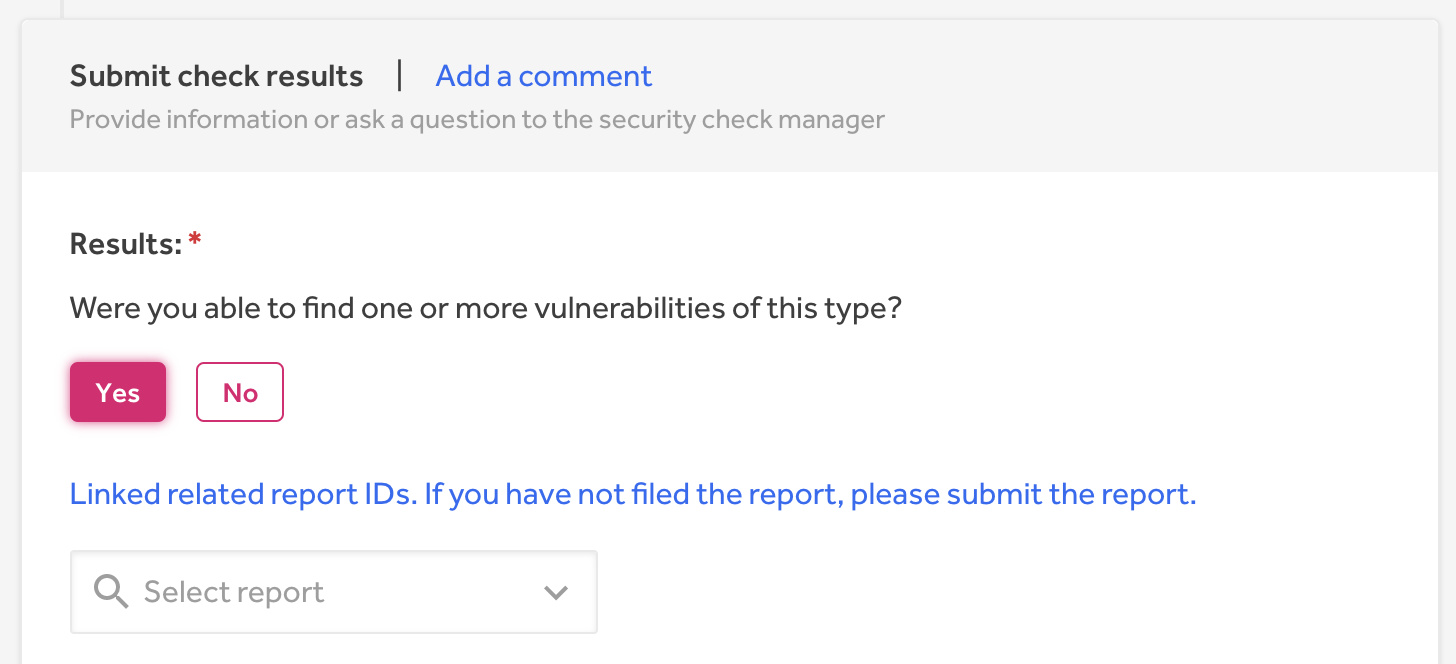 Submit check results | Add a comment
Provide information or ask a question to the security check manager
Results: *
Were you able to find one or more vulnerabilities of this type?
Yes No
Linked related report IDs. If you have not filed the report, please submit the report.
Select report